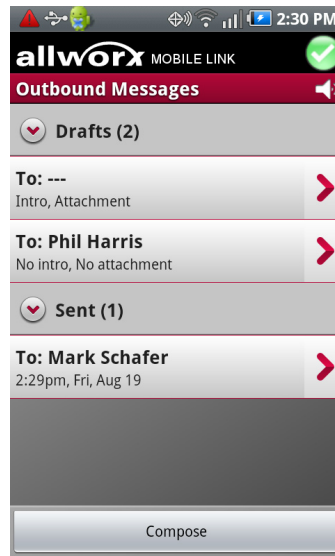 2:30 PM
allworx MOBILE LINK
Outbound Messages
Drafts (2)
To: ---
Intro, Attachment
To: Phil Harris
No intro, No attachment
Sent (1)
To: Mark Schafer
2:29pm, Fri, Aug 19
Compose